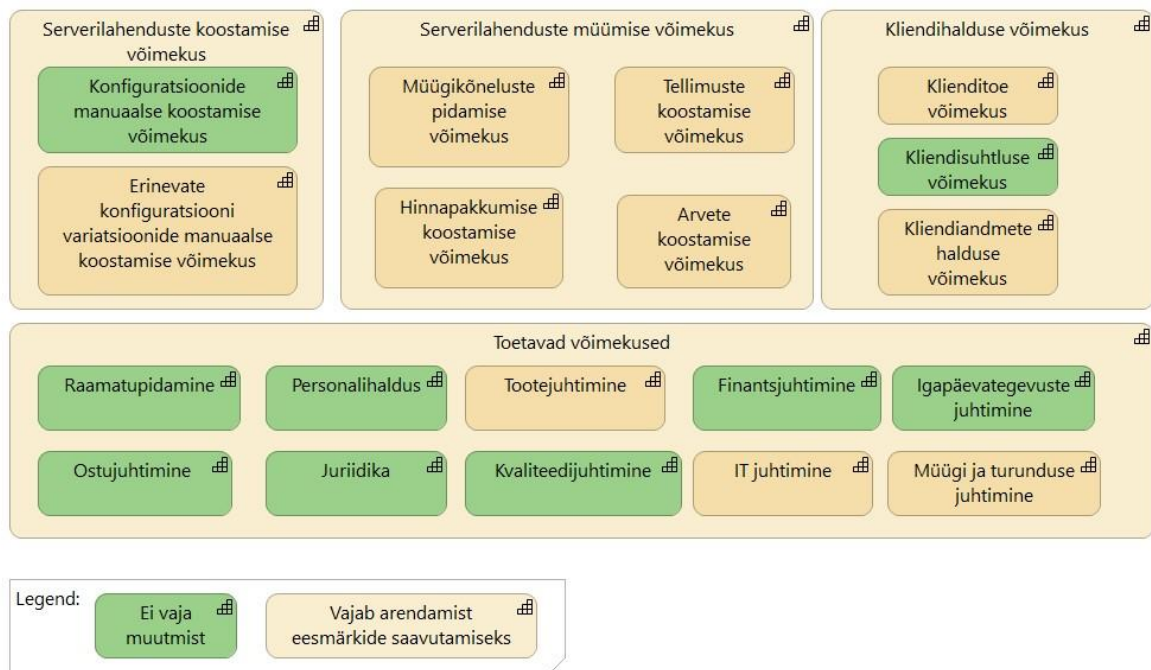 Serverilahenduste koostamise
võimekus
Konfiguratsioonide
manuaalse koostamise
võimekus
Erinevate
konfiguratsiooni
variatsioonide manuaalse
koostamise võimekus
Serverilahenduste müümise võimekus
Müügikõneluste
pidamise
võimekus
Tellimuste
koostamise
võimekus
Hinnapakkumise
koostamise
võimekus
Arvete
koostamise
võimekus
Kliendihalduse võimekus
Klienditoe
võimekus
Kliendisuhtluse
võimekus
Kliendiandmete
halduse
võimekus
Toetavad võimekused
Raamatupidamine
Personalihaldus
Tootejuhtimine
Finantsjuhtimine
Igapäevategevuste
juhtimine
Ostujuhtimine
Juriidika
Kvaliteedijuhtimine
IT juhtimine
Müügi ja turunduse
juhtimine
Legend:
Ei vaja
muutmist
Vajab arendamist
eesmärkide saavutamiseks